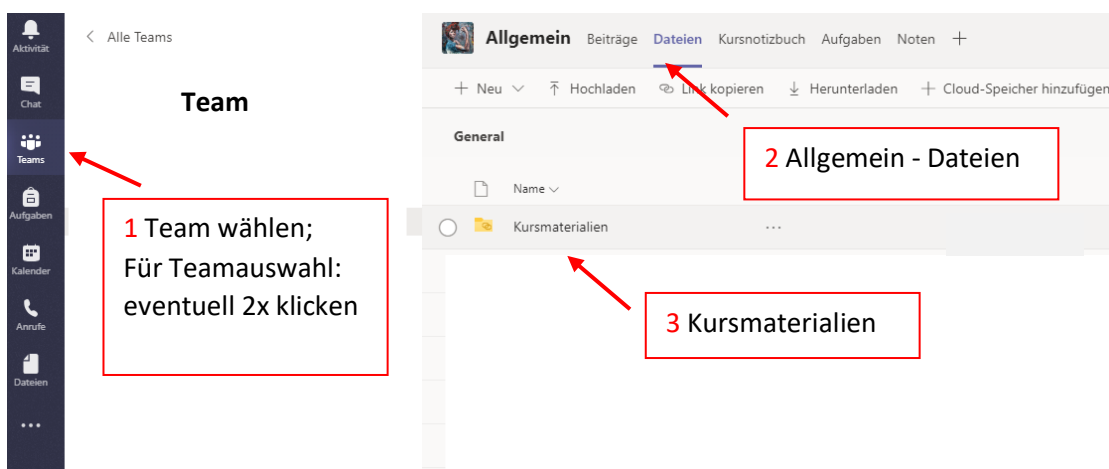 Aktivität
Chat
Teams
Aufgaben
Kalender
Anrufe
Dateien
Alle Teams
Team
1 Team wählen;
Für Teamauswahl:
eventuell 2x klicken
Allgemein Beiträge Dateien Kursnotizbuch Aufgaben Noten +
+ Neu Hochladen Link kopieren Herunterladen + Cloud-Speicher hinzufügen
General
2 Allgemein - Dateien
Name
Kursmaterialien ...
3 Kursmaterialien